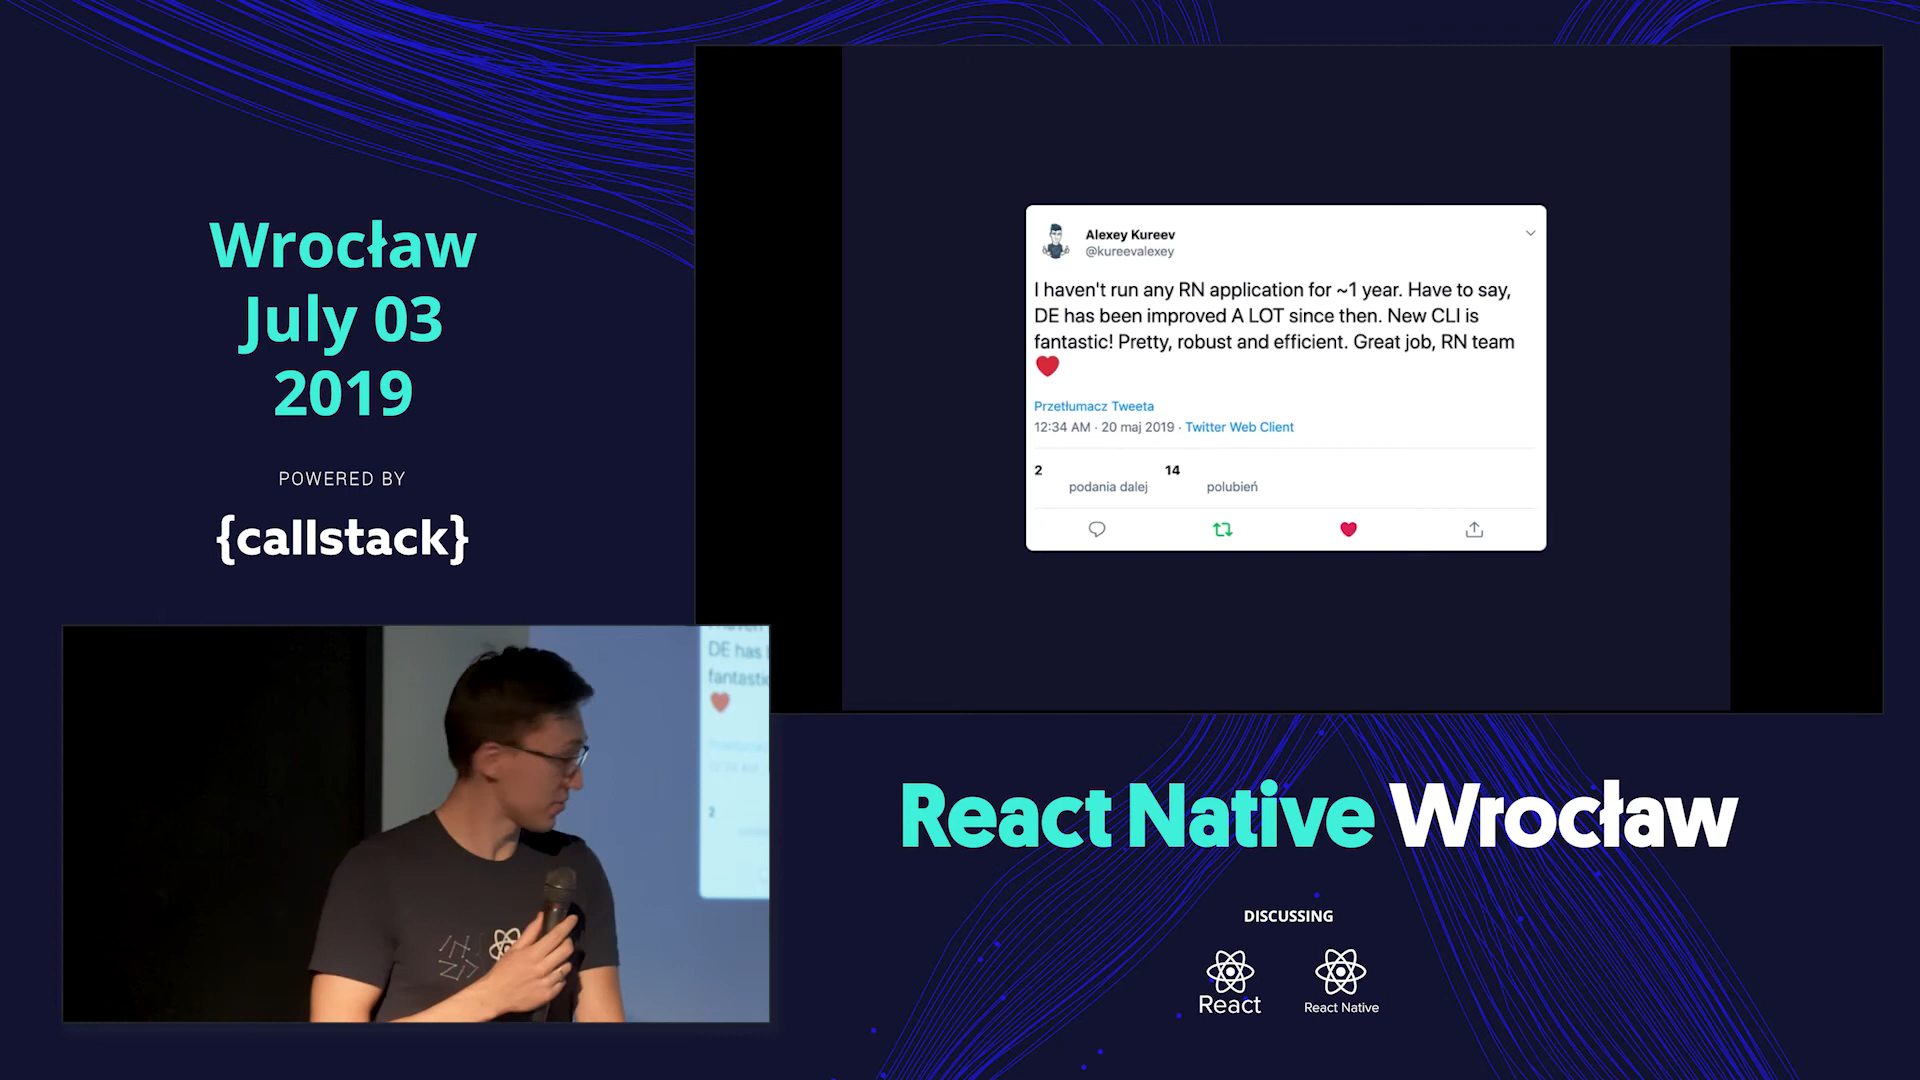 Wrocław
July 03
2019
POWERED BY
{callstack}
Alexey Kureev
@kureevalexey
I haven't run any RN application for ~1 year. Have to say,
DE has been improved A LOT since then. New CLI is
fantastic! Pretty, robust and efficient. Great job, RN team
❤️
Przetłumacz Tweeta
12:34 AM · 20 maj 2019 · Twitter Web Client
2 podania dalej 14 polubień
DE has
2
React Native Wrocław
DISCUSSING
React
React Native